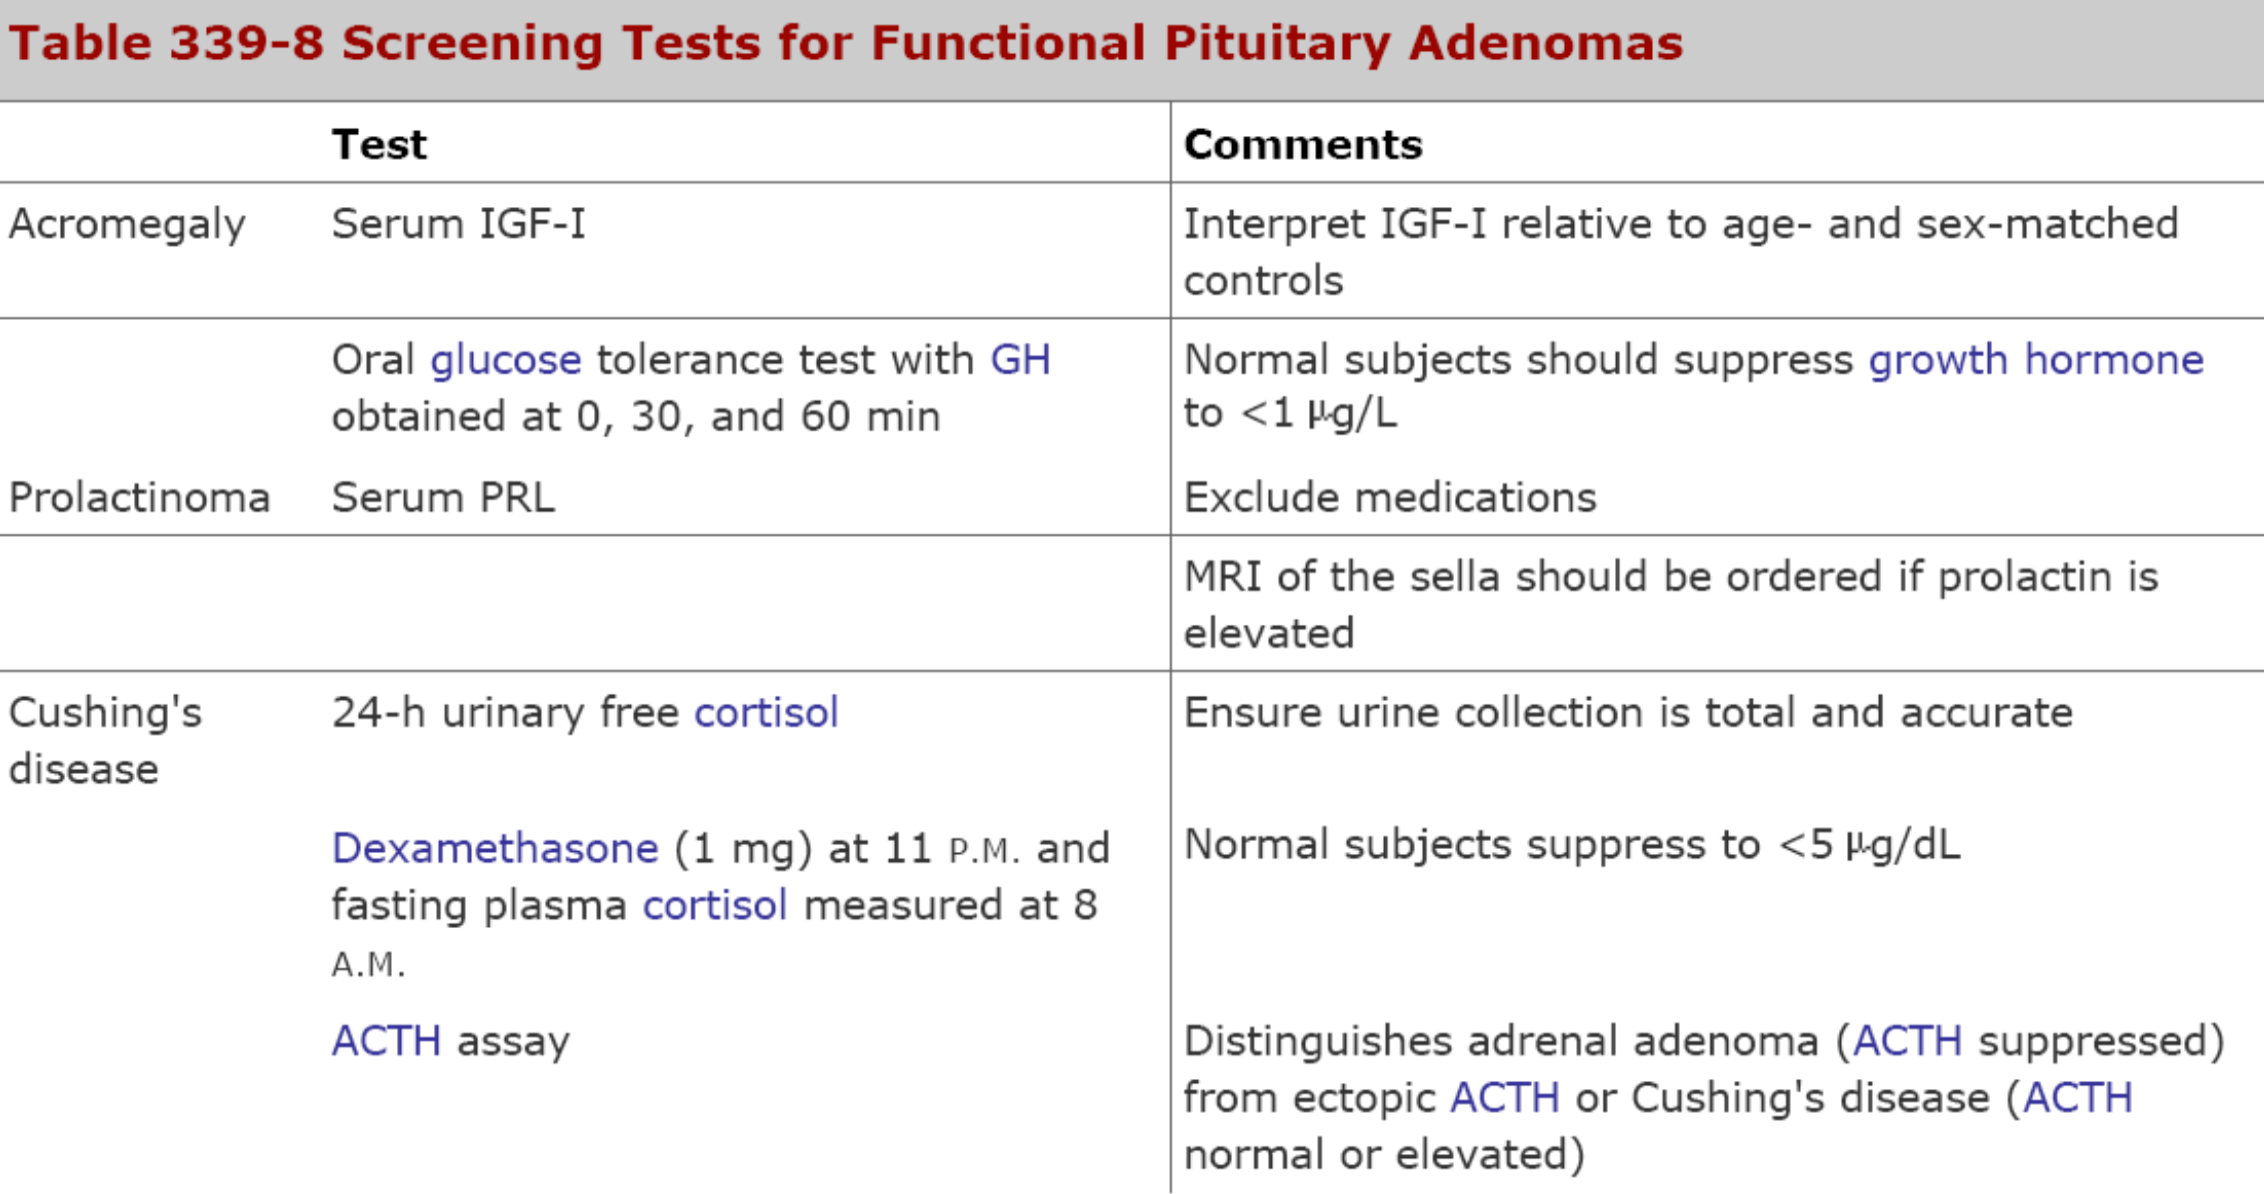 Table 339-8 Screening Tests for Functional Pituitary Adenomas
Test Comments
Acromegaly Serum IGF-I Interpret IGF-I relative to age- and sex-matched
controls
Oral glucose tolerance test with GH Normal subjects should suppress growth hormone
obtained at 0, 30, and 60 min to <1 μg/L
Prolactinoma Serum PRL Exclude medications
MRI of the sella should be ordered if prolactin is
elevated
Cushing's 24-h urinary free cortisol Ensure urine collection is total and accurate
disease
Dexamethasone (1 mg) at 11 P.M. and Normal subjects suppress to <5 μg/dL
fasting plasma cortisol measured at 8
A.M.
ACTH assay Distinguishes adrenal adenoma (ACTH suppressed)
from ectopic ACTH or Cushing's disease (ACTH
normal or elevated)